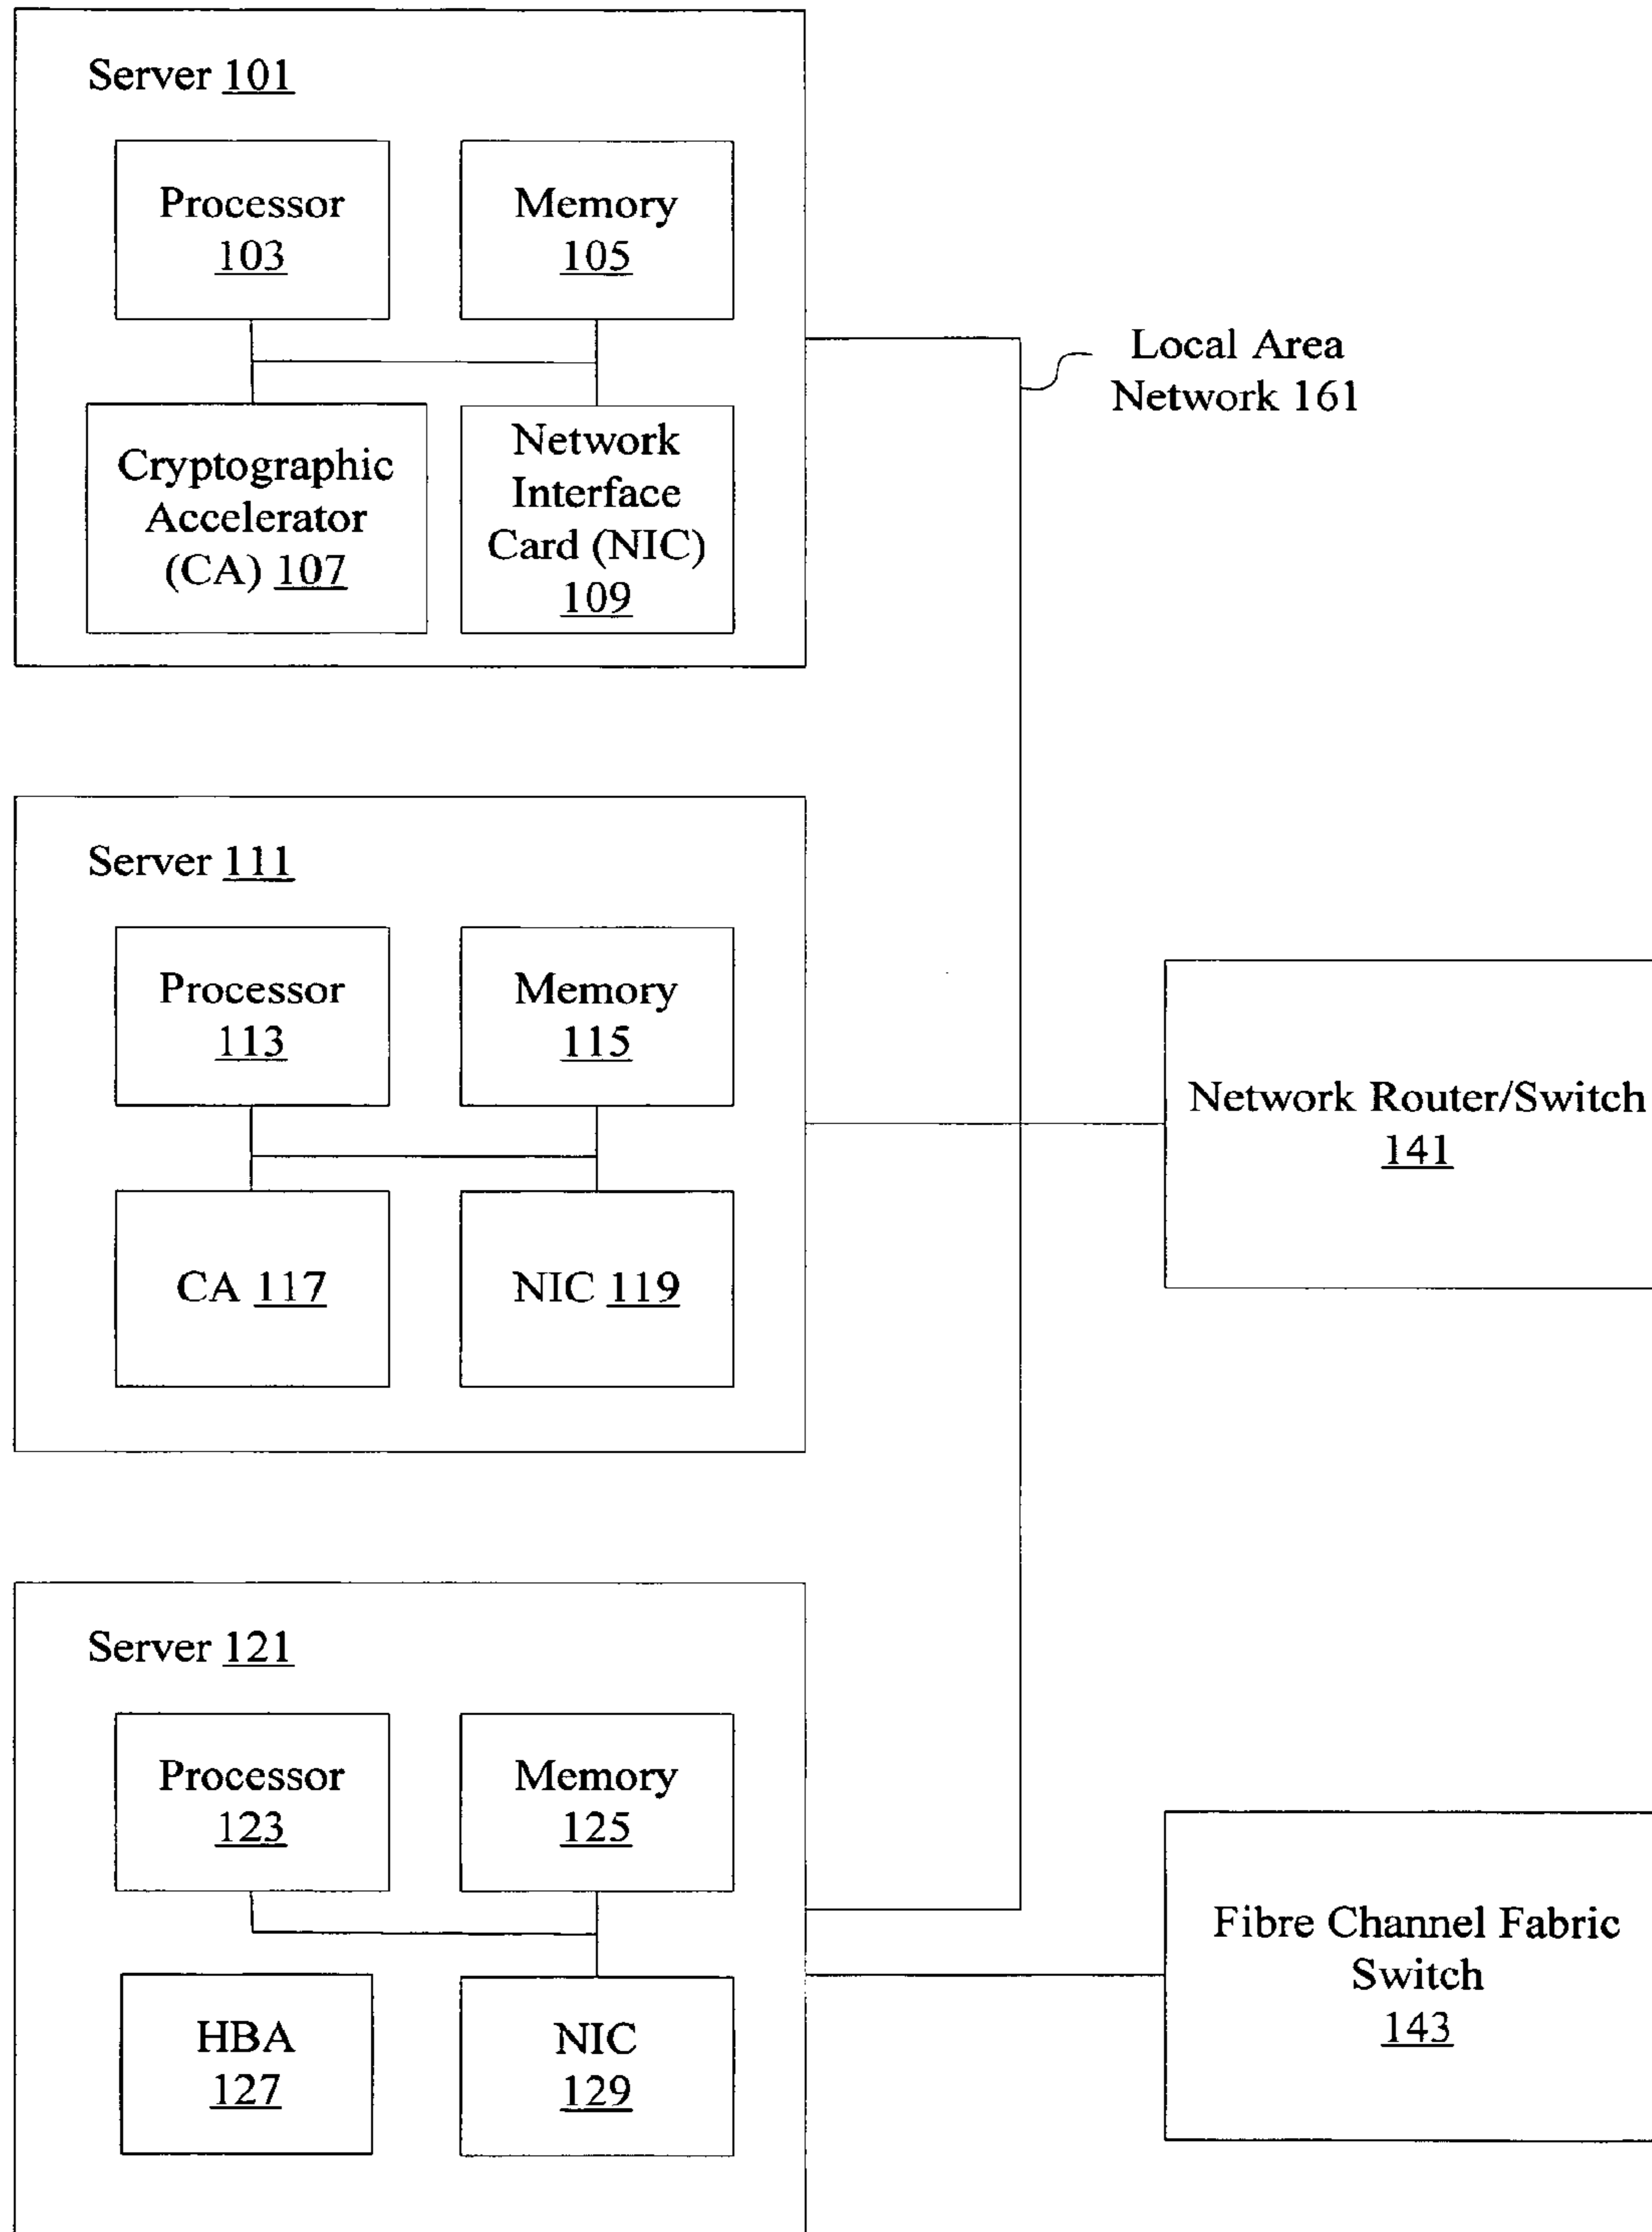 Server 101
Processor
103
Memory
105
Cryptographic
Accelerator
(CA) 107
Network
Interface
Card (NIC)
109
Local Area
Network 161
Server 111
Processor
113
Memory
115
CA 117
NIC 119
Network Router/Switch
141
Server 121
Processor
123
Memory
125
HBA
127
NIC
129
Fibre Channel Fabric
Switch
143